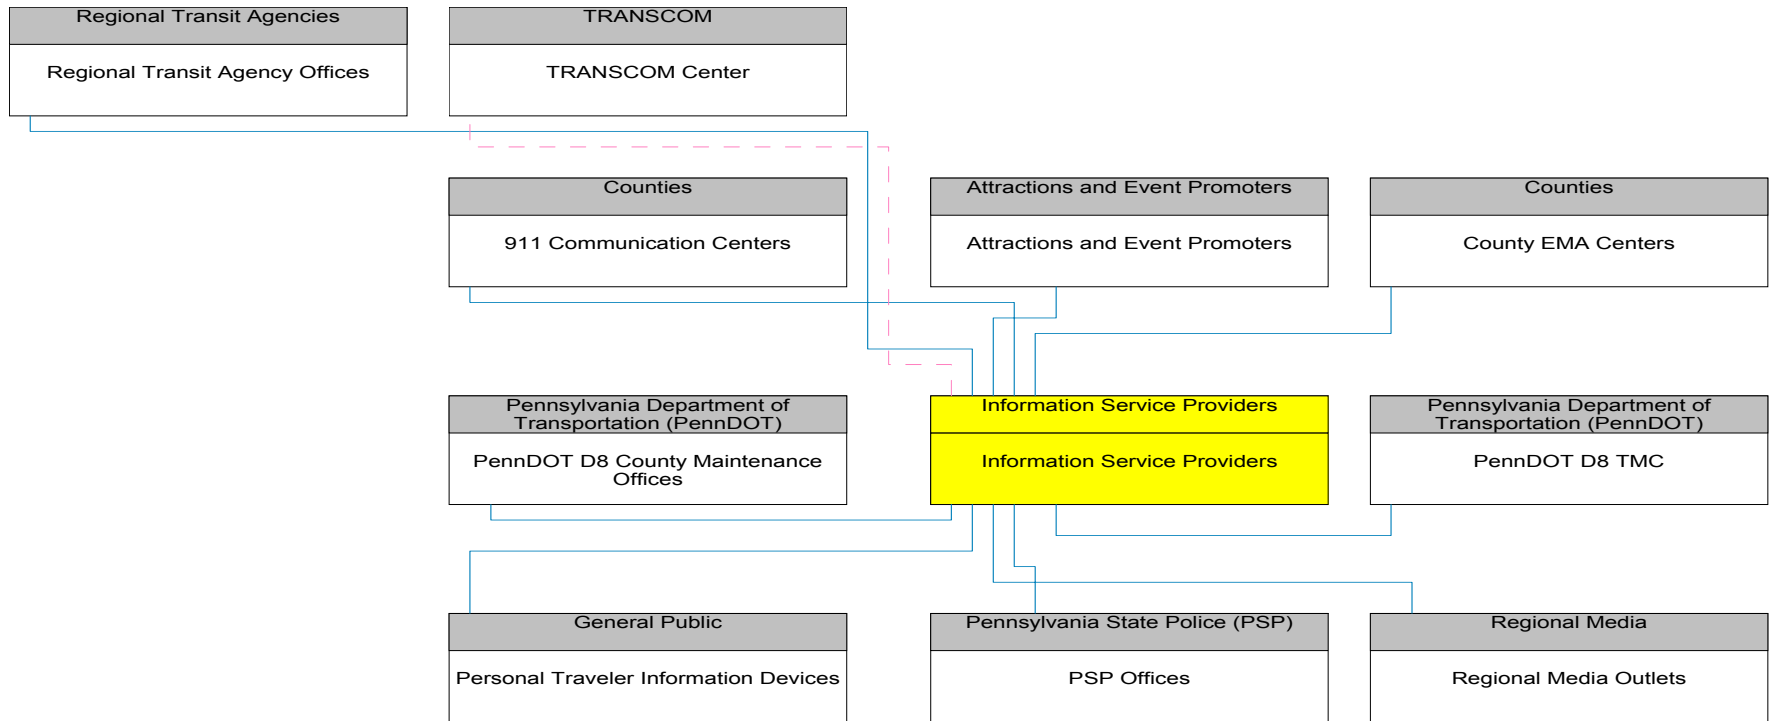 Regional Transit Agencies
Regional Transit Agency Offices
TRANSCOM
TRANSCOM Center
Counties
911 Communication Centers
Attractions and Event Promoters
Attractions and Event Promoters
Counties
County EMA Centers
Pennsylvania Department of
Transportation (PennDOT)
PennDOT D8 County Maintenance
Offices
Information Service Providers
Information Service Providers
Pennsylvania Department of
Transportation (PennDOT)
PennDOT D8 TMC
General Public
Personal Traveler Information Devices
Pennsylvania State Police (PSP)
PSP Offices
Regional Media
Regional Media Outlets